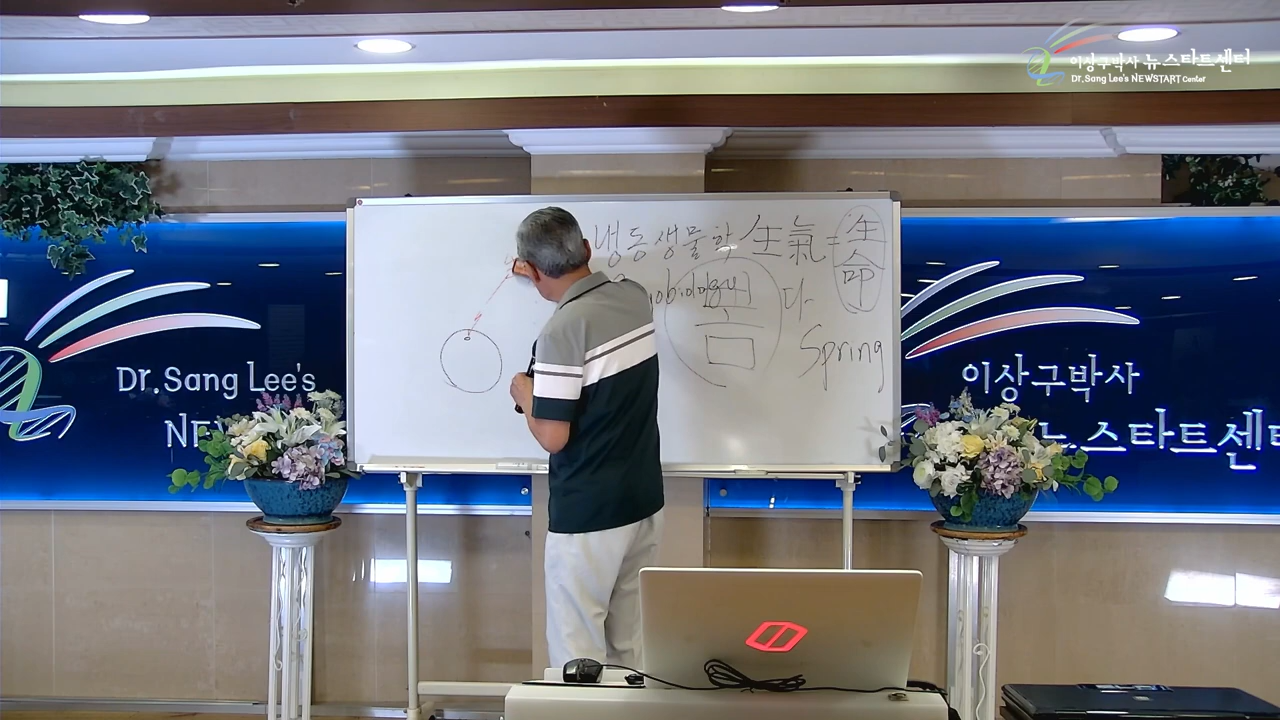 이상구박사 뉴스타트센터
Dr.Sang Lee's NEWSTART Center
냉동생물학 生氣=生命
봄 다
Spring
Dr.Sang Lee's
이상구박사
뉴스타트센터